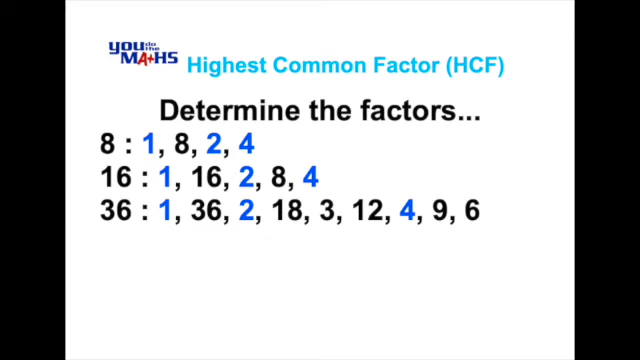 you do the MATHS
Highest Common Factor (HCF)
Determine the factors...
8 : 1, 8, 2, 4
16 : 1, 16, 2, 8, 4
36 : 1, 36, 2, 18, 3, 12, 4, 9, 6